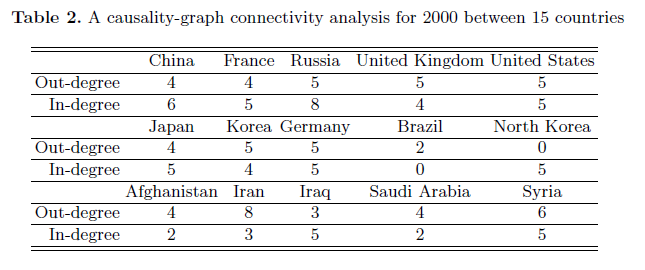 Table 2. A causality-graph connectivity analysis for 2000 between 15 countries
China France Russia United Kingdom United States
Out-degree 4 4 5 5 5
In-degree 6 5 8 4 5
Japan Korea Germany Brazil North Korea
Out-degree 4 5 5 2 0
In-degree 5 4 5 0 5
Afghanistan Iran Iraq Saudi Arabia Syria
Out-degree 4 8 3 4 6
In-degree 2 3 5 2 5